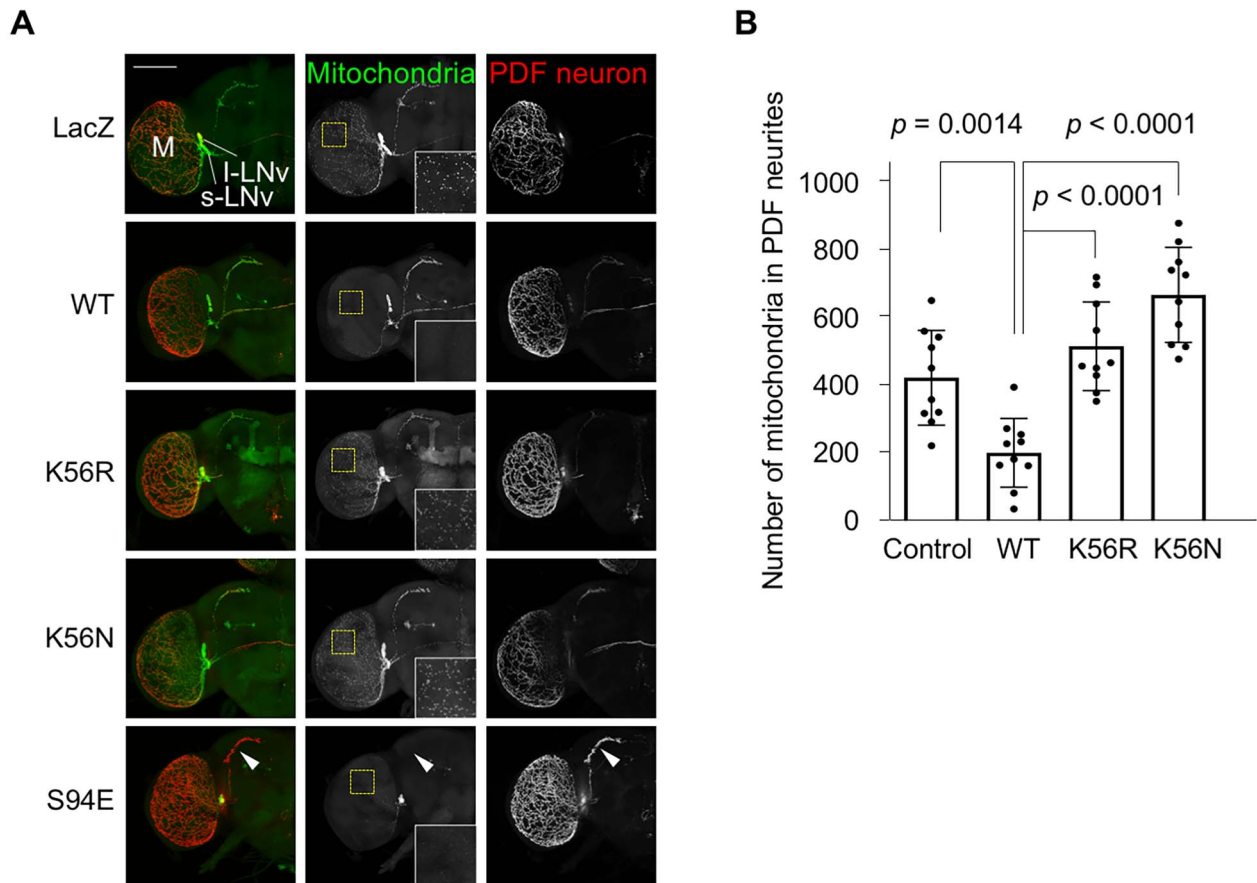 A
Mitochondria
PDF neuron
LacZ
M
l-LNv
s-LNv
WT
K56R
K56N
S94E
B
p = 0.0014
p < 0.0001
p < 0.0001
Number of mitochondria in PDF neurites
1000
800
600
400
200
0
Control WT K56R K56N